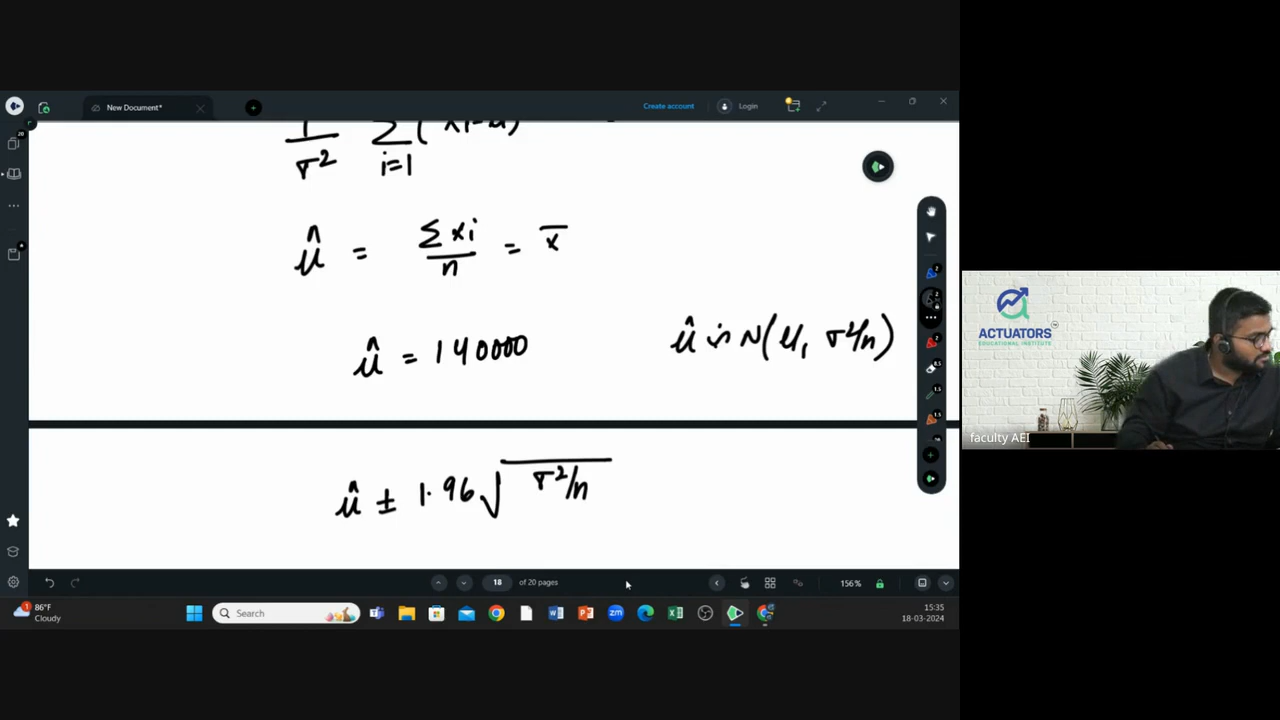 New Document*
Create account
Login
1/σ² Σ i=1 ( xi-μ)
μ̂ = Σxi/n = x̄
μ̂ = 140000
μ̂ ∼ N(μ, σ²/n)
μ̂ ± 1.96 √σ²/n
18 of 20 pages
156%
ACTUATORS
EDUCATIONAL INSTITUTE
faculty AEI
86°F
Cloudy
Search
15:35
18-03-2024